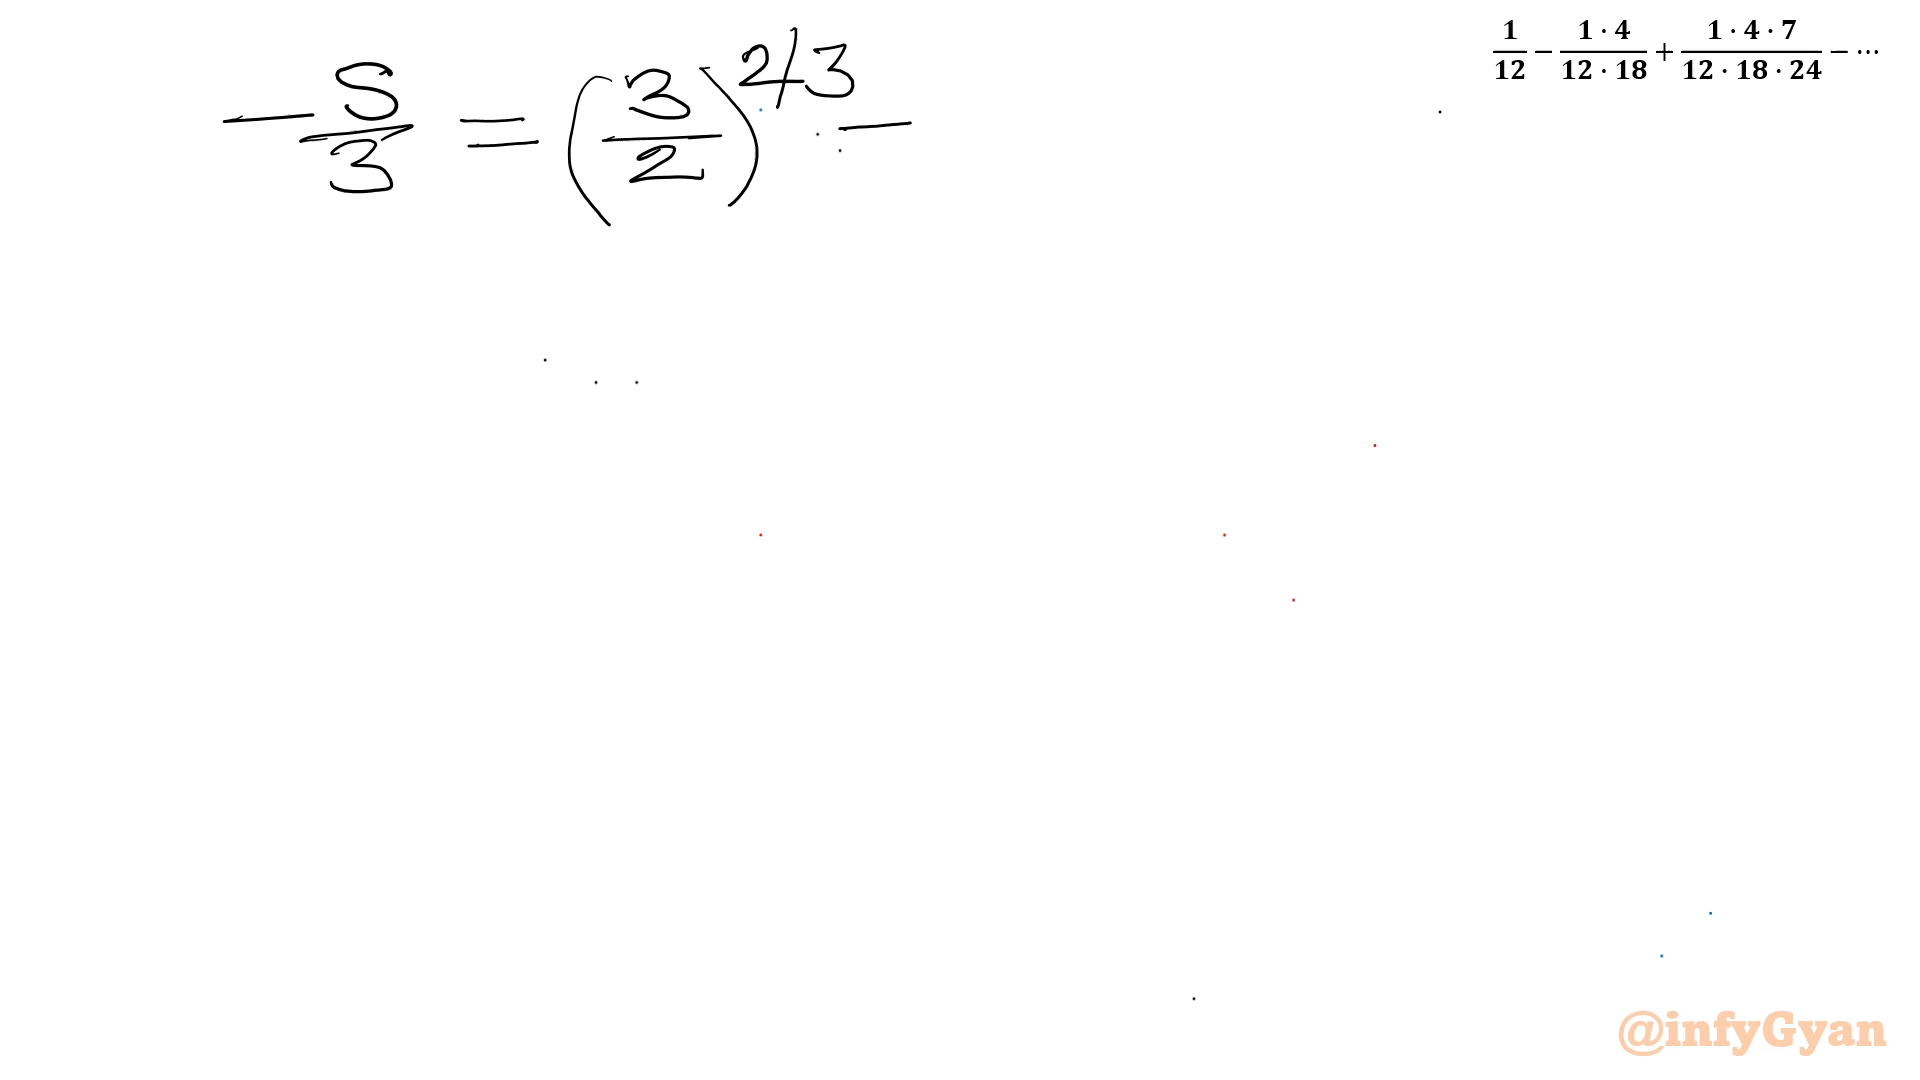 1/12 − 1 · 4/12 · 18 + 1 · 4 · 7/12 · 18 · 24 − ⋯
− S/3 = (3/2)^2/3 −
@infyGyan